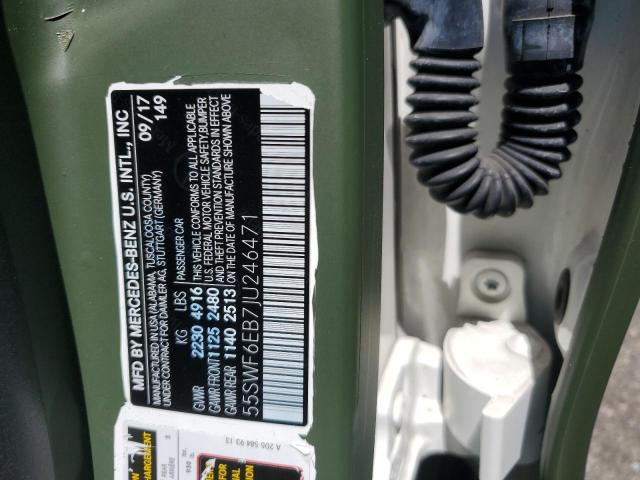 MFD BY MERCEDES-BENZ U.S. INTL., INC
MANUFACTURED IN USA (ALABAMA, TUSCALOOSA COUNTY) 09/17
UNDER CONTRACT FOR DAIMLER AG, STUTTGART (GERMANY) 149
KG LBS PASSENGER CAR
GVWR 2230 4916 THIS VEHICLE CONFORMS TO ALL APPLICABLE
GAWR FRONT 1125 2480 U.S. FEDERAL MOTOR VEHICLE SAFETY, BUMPER
GAWR REAR 1140 2513 AND THEFT PREVENTION STANDARDS IN EFFECT
ON THE DATE OF MANUFACTURE SHOWN ABOVE
55SWF6EB7JU246471
A 205 584 93 13